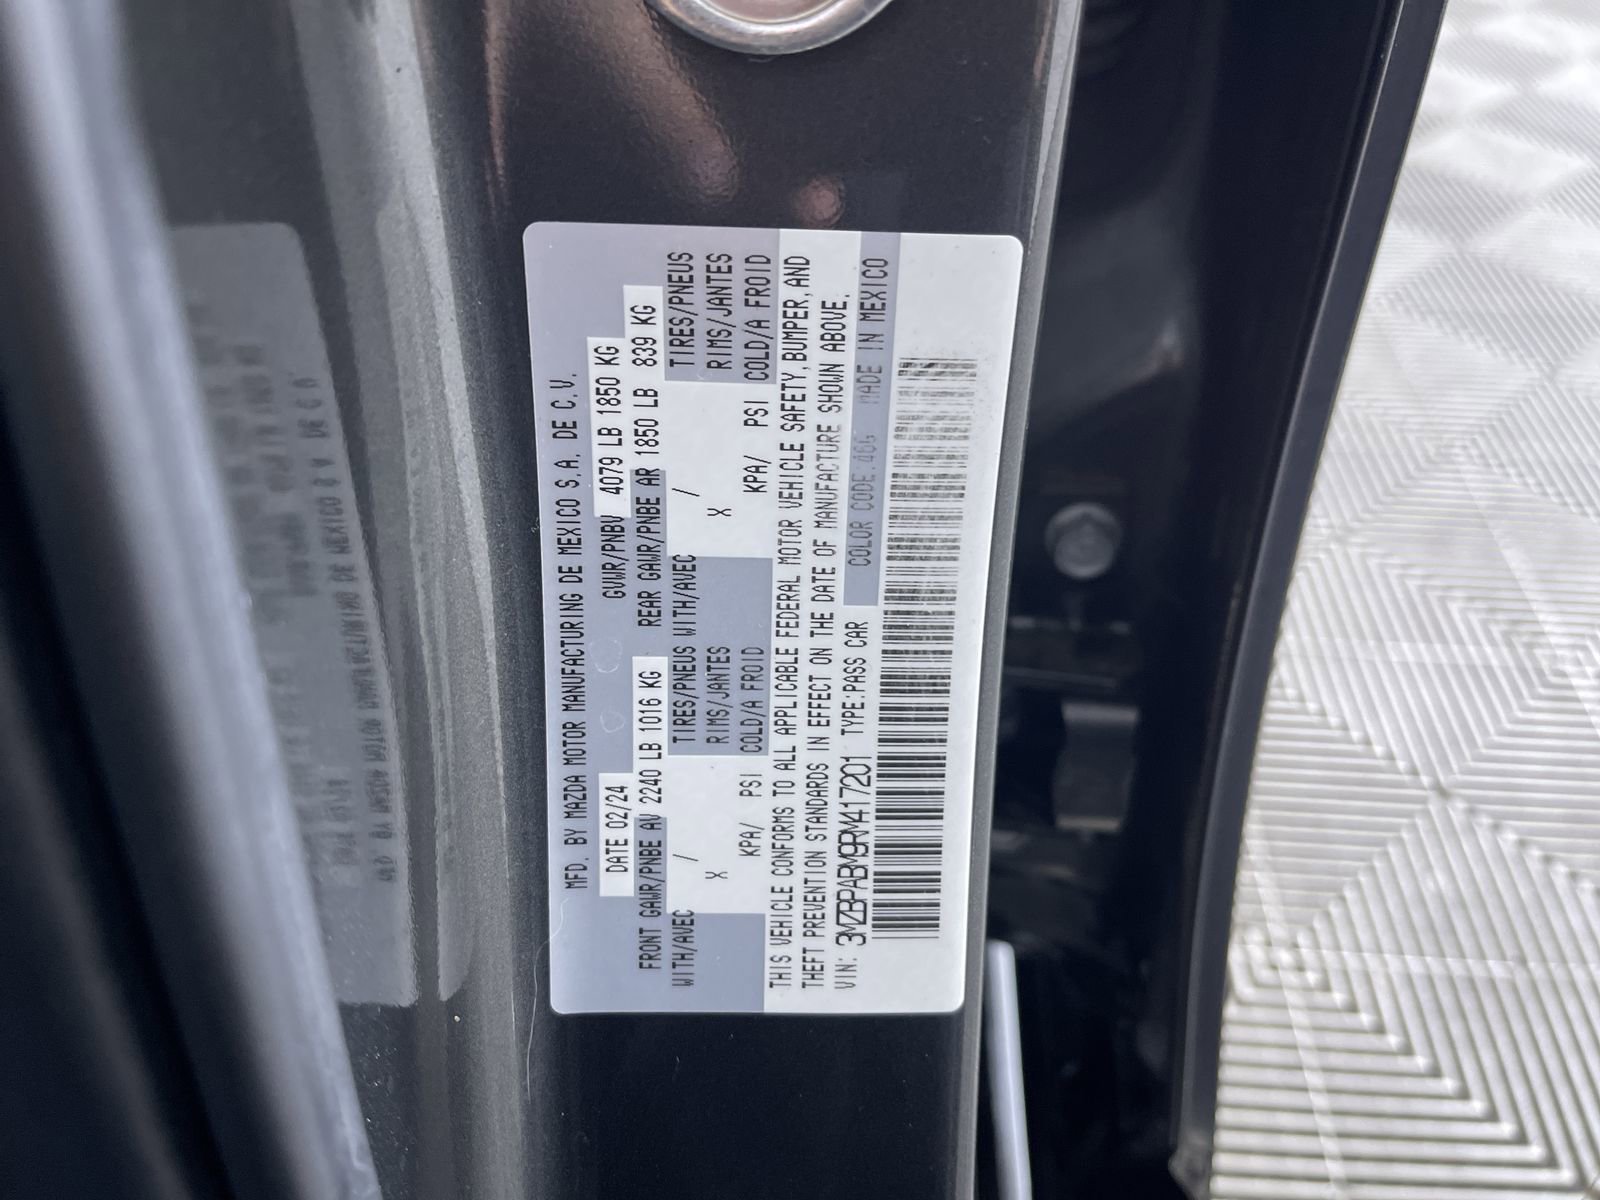 MFD. BY MAZDA MOTOR MANUFACTURING DE MEXICO S.A. DE C.V.
DATE 02/24 GVWR/PNBV 4079 LB 1850 KG
FRONT GAWR/PNBE AV 2240 LB 1016 KG REAR GAWR/PNBE AR 1850 LB 839 KG
WITH/AVEC / TIRES/PNEUS WITH/AVEC / TIRES/PNEUS
X RIMS/JANTES X RIMS/JANTES
KPA/ PSI COLD/A FROID KPA/ PSI COLD/A FROID
THIS VEHICLE CONFORMS TO ALL APPLICABLE FEDERAL MOTOR VEHICLE SAFETY, BUMPER, AND
THEFT PREVENTION STANDARDS IN EFFECT ON THE DATE OF MANUFACTURE SHOWN ABOVE.
VIN: 3MZBPABM9RM417201 TYPE:PASS CAR COLOR CODE:46G MADE IN MEXICO